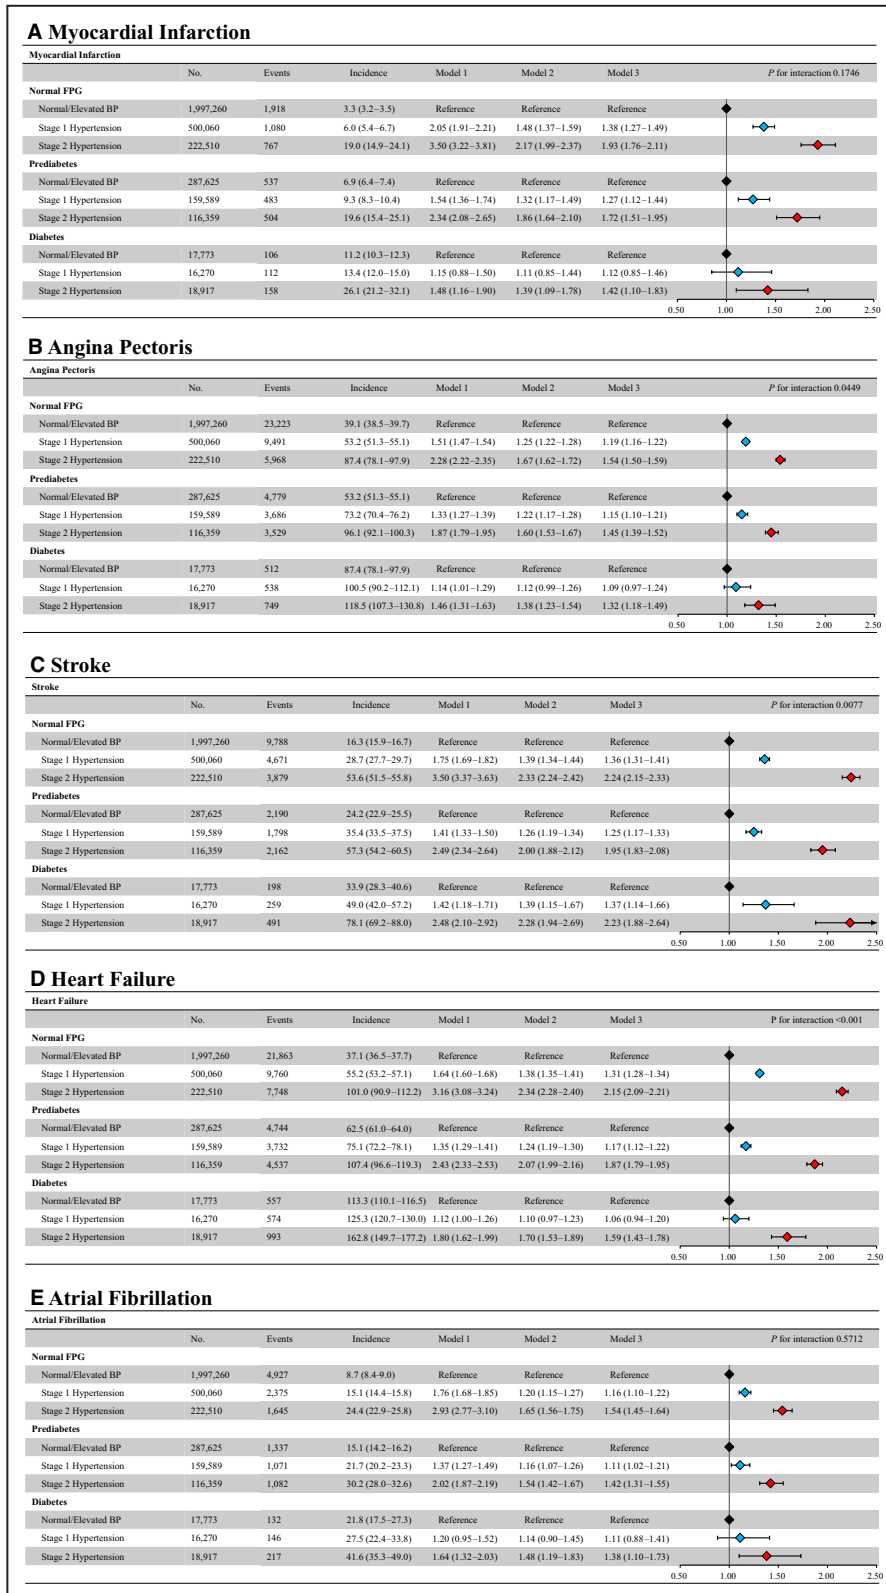 A Myocardial Infarction
Myocardial Infarction
No. Events Incidence Model 1 Model 2 Model 3 P for interaction 0.1746
Normal FPG
Normal/Elevated BP 1,997,260 1,918 3.3 (3.2–3.5) Reference Reference Reference
Stage 1 Hypertension 500,060 1,080 6.0 (5.4–6.7) 2.05 (1.91–2.21) 1.48 (1.37–1.59) 1.38 (1.27–1.49)
Stage 2 Hypertension 222,510 767 19.0 (14.9–24.1) 3.50 (3.22–3.81) 2.17 (1.99–2.37) 1.93 (1.76–2.11)
Prediabetes
Normal/Elevated BP 287,625 537 6.9 (6.4–7.4) Reference Reference Reference
Stage 1 Hypertension 159,589 483 9.3 (8.3–10.4) 1.54 (1.36–1.74) 1.32 (1.17–1.49) 1.27 (1.12–1.44)
Stage 2 Hypertension 116,359 504 19.6 (15.4–25.1) 2.34 (2.08–2.65) 1.86 (1.64–2.10) 1.72 (1.51–1.95)
Diabetes
Normal/Elevated BP 17,773 106 11.2 (10.3–12.3) Reference Reference Reference
Stage 1 Hypertension 16,270 112 13.4 (12.0–15.0) 1.15 (0.88–1.50) 1.11 (0.85–1.44) 1.12 (0.85–1.46)
Stage 2 Hypertension 18,917 158 26.1 (21.2–32.1) 1.48 (1.16–1.90) 1.39 (1.09–1.78) 1.42 (1.10–1.83)
0.50 1.00 2.00 2.50
B Angina Pectoris
Angina Pectoris
No. Events Incidence Model 1 Model 2 Model 3 P for interaction 0.0449
Normal FPG
Normal/Elevated BP 1,997,260 23,223 39.1 (38.5–39.7) Reference Reference Reference
Stage 1 Hypertension 500,060 9,491 53.2 (51.3–55.1) 1.51 (1.47–1.54) 1.25 (1.22–1.28) 1.19 (1.16–1.22)
Stage 2 Hypertension 222,510 5,968 87.4 (78.1–97.9) 2.28 (2.22–2.35) 1.67 (1.62–1.72) 1.54 (1.50–1.59)
Prediabetes
Normal/Elevated BP 287,625 4,779 53.2 (51.3–55.1) Reference Reference Reference
Stage 1 Hypertension 159,589 3,686 73.2 (70.4–76.2) 1.33 (1.27–1.39) 1.22 (1.17–1.28) 1.15 (1.10–1.21)
Stage 2 Hypertension 116,359 3,529 96.1 (92.1–100.3) 1.87 (1.79–1.95) 1.60 (1.53–1.67) 1.45 (1.39–1.52)
Diabetes
Normal/Elevated BP 17,773 512 87.4 (78.1–97.9) Reference Reference Reference
Stage 1 Hypertension 16,270 538 100.5 (90.2–112.1) 1.14 (1.01–1.29) 1.12 (0.99–1.26) 1.09 (0.97–1.24)
Stage 2 Hypertension 18,917 749 118.5 (107.3–130.8) 1.46 (1.31–1.63) 1.38 (1.23–1.54) 1.32 (1.18–1.49)
0.50 1.00 2.00 2.50
C Stroke
Stroke
No. Events Incidence Model 1 Model 2 Model 3 P for interaction 0.0077
Normal FPG
Normal/Elevated BP 1,997,260 9,788 16.3 (15.9–16.7) Reference Reference Reference
Stage 1 Hypertension 500,060 4,671 28.7 (27.7–29.7) 1.75 (1.69–1.82) 1.39 (1.34–1.44) 1.36 (1.31–1.41)
Stage 2 Hypertension 222,510 3,879 53.6 (51.5–55.8) 3.50 (3.37–3.63) 2.33 (2.24–2.42) 2.24 (2.15–2.33)
Prediabetes
Normal/Elevated BP 287,625 2,190 24.2 (22.9–25.5) Reference Reference Reference
Stage 1 Hypertension 159,589 1,798 35.4 (33.5–37.5) 1.41 (1.33–1.50) 1.26 (1.19–1.34) 1.25 (1.17–1.33)
Stage 2 Hypertension 116,359 2,162 57.3 (54.2–60.5) 2.49 (2.34–2.64) 2.00 (1.88–2.12) 1.95 (1.83–2.08)
Diabetes
Normal/Elevated BP 17,773 198 33.9 (28.3–40.6) Reference Reference Reference
Stage 1 Hypertension 16,270 259 49.0 (42.0–57.2) 1.42 (1.18–1.71) 1.39 (1.15–1.67) 1.37 (1.14–1.66)
Stage 2 Hypertension 18,917 491 78.1 (69.2–88.0) 2.48 (2.10–2.92) 2.28 (1.94–2.69) 2.23 (1.88–2.64)
0.50 1.00 2.00 2.50
D Heart Failure
Heart Failure
No. Events Incidence Model 1 Model 2 Model 3 P for interaction <0.001
Normal FPG
Normal/Elevated BP 1,997,260 21,863 37.1 (36.5–37.7) Reference Reference Reference
Stage 1 Hypertension 500,060 9,760 55.2 (53.2–57.1) 1.64 (1.60–1.68) 1.38 (1.35–1.41) 1.31 (1.28–1.34)
Stage 2 Hypertension 222,510 7,748 101.0 (90.9–112.2) 3.16 (3.08–3.24) 2.34 (2.28–2.40) 2.15 (2.09–2.21)
Prediabetes
Normal/Elevated BP 287,625 4,744 62.5 (61.0–64.0) Reference Reference Reference
Stage 1 Hypertension 159,589 3,732 75.1 (72.2–78.1) 1.35 (1.29–1.41) 1.24 (1.19–1.30) 1.17 (1.12–1.22)
Stage 2 Hypertension 116,359 4,537 107.4 (96.6–119.3) 2.43 (2.33–2.53) 2.07 (1.99–2.16) 1.87 (1.79–1.95)
Diabetes
Normal/Elevated BP 17,773 557 113.3 (110.1–116.5) Reference Reference Reference
Stage 1 Hypertension 16,270 574 125.3 (120.7–130.0) 1.12 (1.00–1.26) 1.10 (0.97–1.23) 1.06 (0.94–1.20)
Stage 2 Hypertension 18,917 993 162.8 (149.7–177.2) 1.80 (1.62–1.99) 1.70 (1.53–1.89) 1.59 (1.43–1.78)
0.50 1.00 2.00 2.50
E Atrial Fibrillation
Atrial Fibrillation
No. Events Incidence Model 1 Model 2 Model 3 P for interaction 0.5712
Normal FPG
Normal/Elevated BP 1,997,260 4,927 8.7 (8.4-9.0) Reference Reference Reference
Stage 1 Hypertension 500,060 2,375 15.1 (14.4–15.8) 1.76 (1.68–1.85) 1.20 (1.15–1.27) 1.16 (1.10–1.22)
Stage 2 Hypertension 222,510 1,645 24.4 (22.9–25.8) 2.93 (2.77–3.10) 1.65 (1.56–1.75) 1.54 (1.45–1.64)
Prediabetes
Normal/Elevated BP 287,625 1,337 15.1 (14.2–16.2) Reference Reference Reference
Stage 1 Hypertension 159,589 1,071 21.7 (20.2–23.3) 1.37 (1.27–1.49) 1.16 (1.07–1.26) 1.11 (1.02–1.21)
Stage 2 Hypertension 116,359 1,082 30.2 (28.0–32.6) 2.02 (1.87–2.19) 1.54 (1.42–1.67) 1.42 (1.31–1.55)
Diabetes
Normal/Elevated BP 17,773 132 21.8 (17.5–27.3) Reference Reference Reference
Stage 1 Hypertension 16,270 146 27.5 (22.4–33.8) 1.20 (0.95–1.52) 1.14 (0.90–1.45) 1.11 (0.88–1.41)
Stage 2 Hypertension 18,917 217 41.6 (35.3–49.0) 1.64 (1.32–2.03) 1.48 (1.19–1.83) 1.38 (1.10–1.73)
0.50 1.00 2.00 2.50